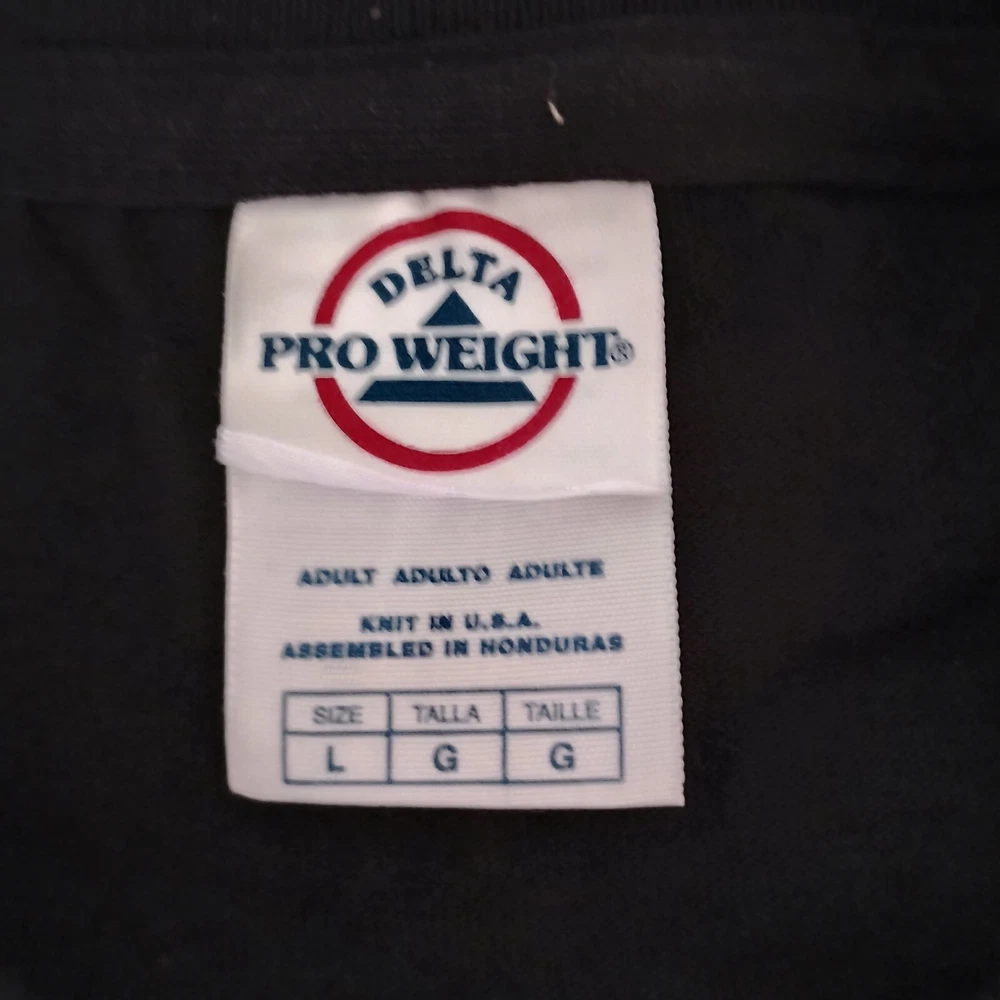 DELTA
PRO WEIGHT®
ADULT ADULTO ADULTE
KNIT IN U.S.A.
ASSEMBLED IN HONDURAS
SIZE TALLA TAILLE
L G G